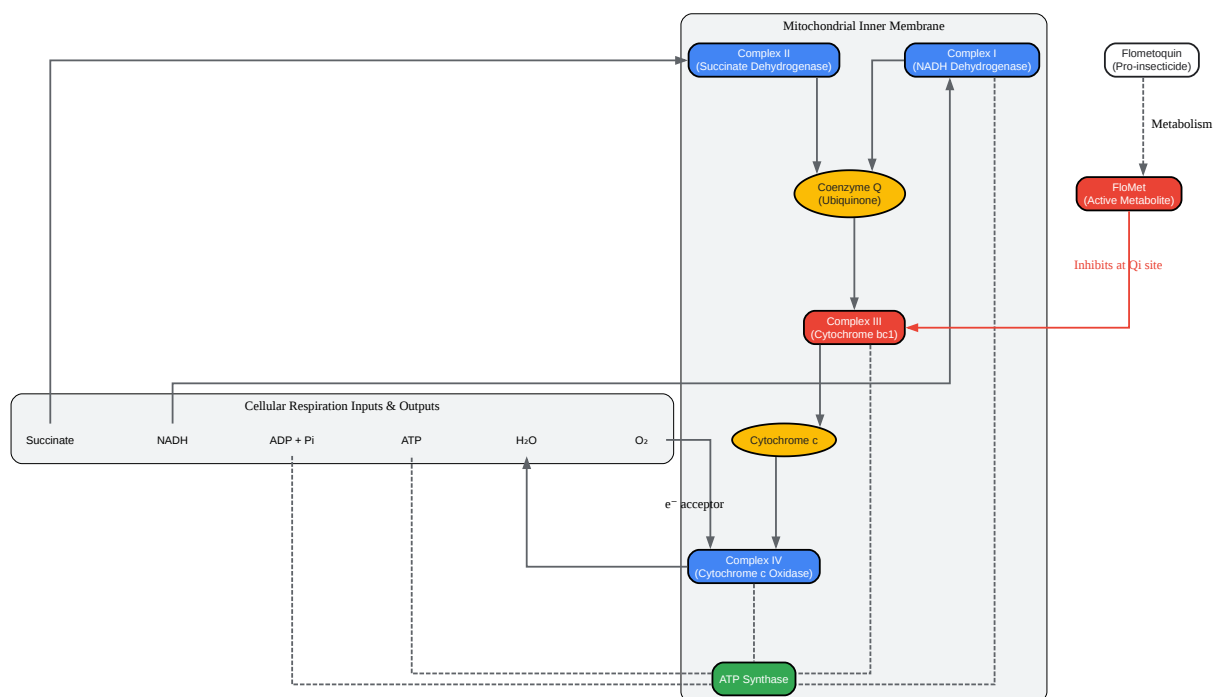 Mitochondrial Inner Membrane
Complex II
(Succinate Dehydrogenase)
Complex I
(NADH Dehydrogenase)
Flometoquin
(Pro-insecticide)
Metabolism
Coenzyme Q
(Ubiquinone)
FloMet
(Active Metabolite)
Inhibits at Qi site
Complex III
(Cytochrome bc1)
Cellular Respiration Inputs & Outputs
Succinate
NADH
ADP + Pi
ATP
H₂O
O₂
Cytochrome c
e⁻ acceptor
Complex IV
(Cytochrome c Oxidase)
ATP Synthase